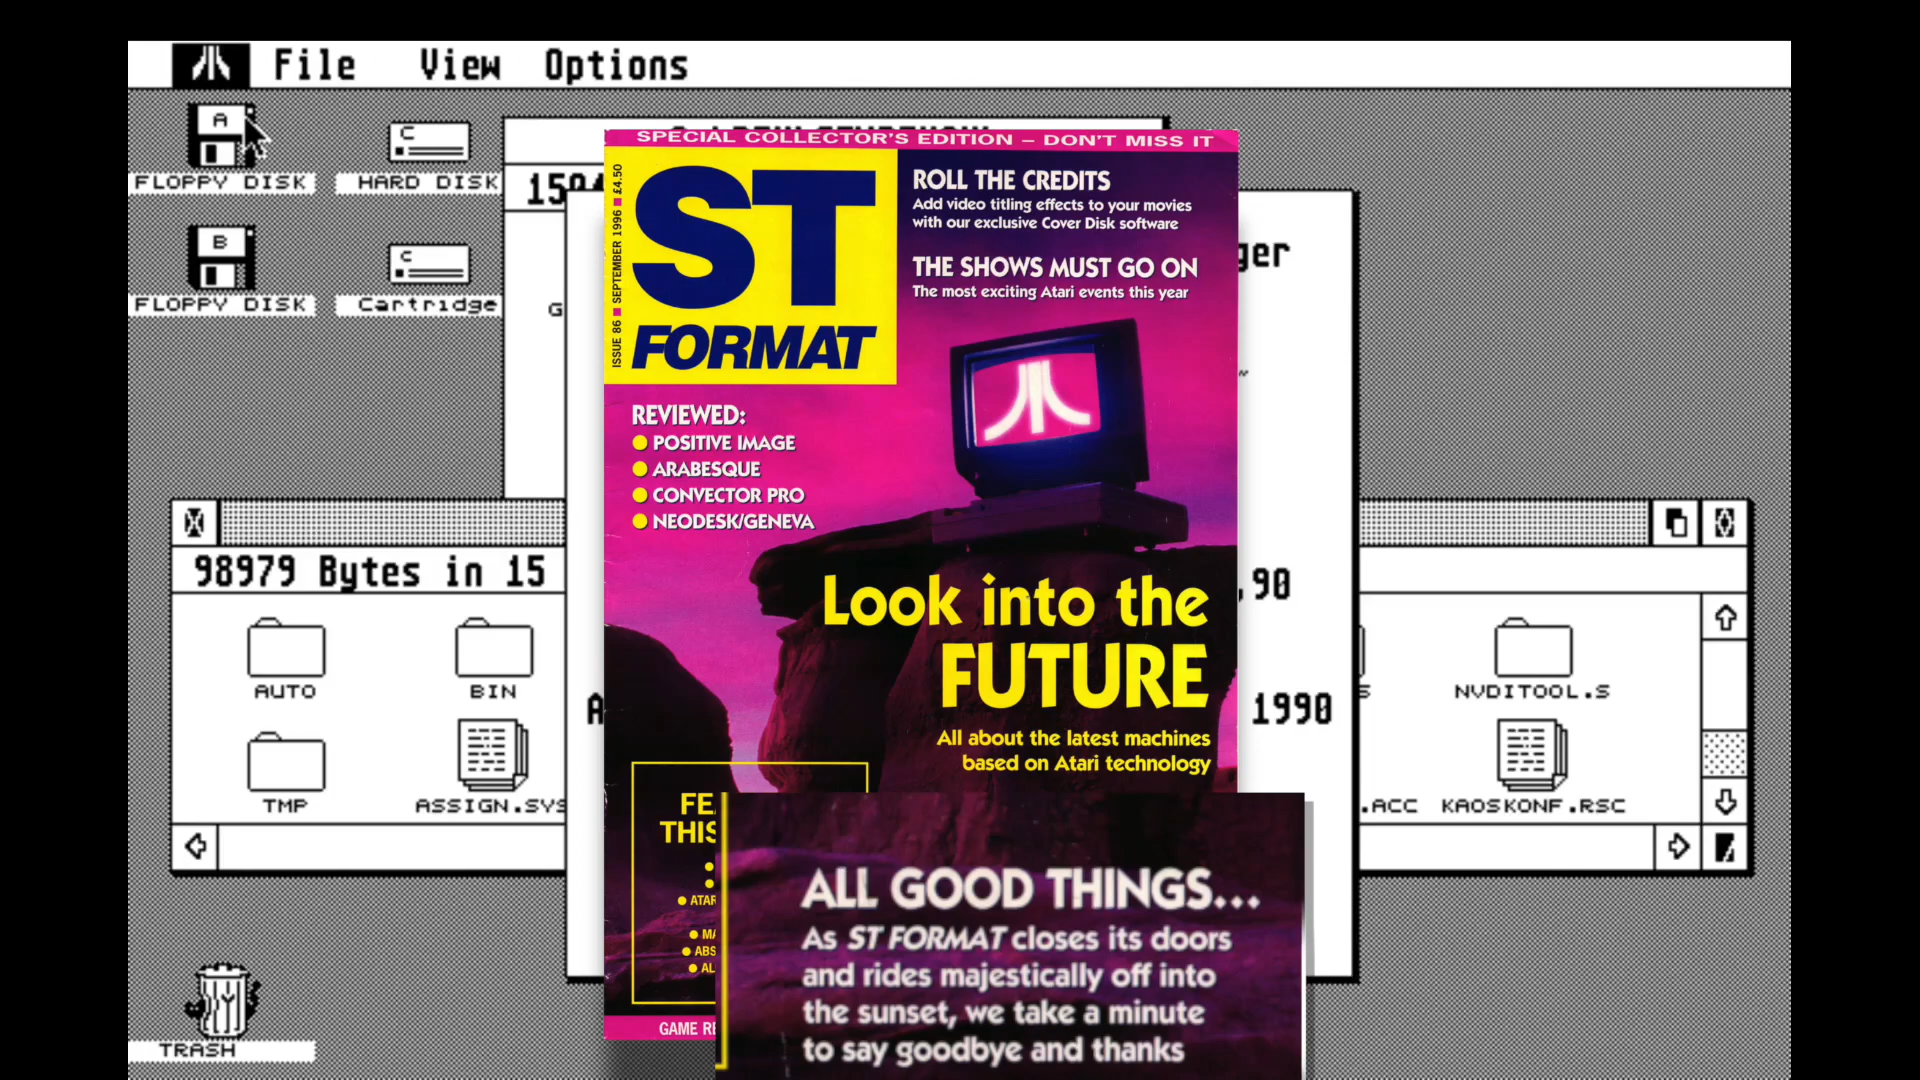 File View Options
A
FLOPPY DISK
C
HARD DISK
B
FLOPPY DISK
C
Cartridge
98979 Bytes in 15
AUTO
BIN
TMP
ASSIGN.SYS
TRASH
SPECIAL COLLECTOR'S EDITION – DON'T MISS IT
ISSUE 86 ■ SEPTEMBER 1996 ■ £4.50
ST
FORMAT
ROLL THE CREDITS
Add video titling effects to your movies
with our exclusive Cover Disk software
THE SHOWS MUST GO ON
The most exciting Atari events this year
REVIEWED:
● POSITIVE IMAGE
● ARABESQUE
● CONVECTOR PRO
● NEODESK/GENEVA
Look into the
FUTURE
All about the latest machines
based on Atari technology
ALL GOOD THINGS...
As ST FORMAT closes its doors
and rides majestically off into
the sunset, we take a minute
to say goodbye and thanks
,90
1990
NVDITOOL.S
.ACC
KAOSKONF.RSC